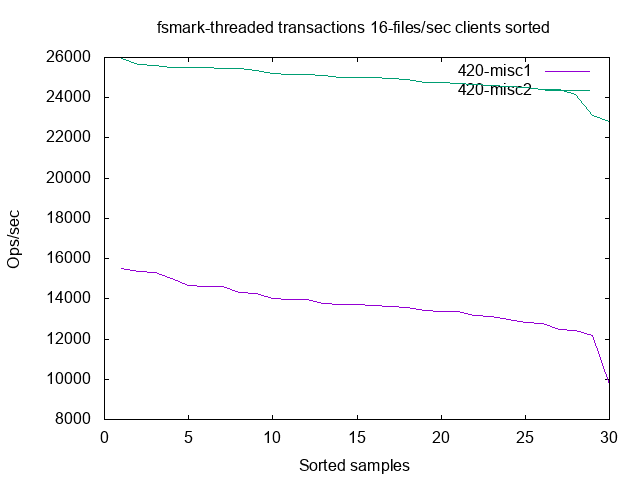 fsmark-threaded transactions 16-files/sec clients sorted
26000
24000
22000
20000
18000
16000
14000
12000
10000
8000
0 5 10 15 20 25 30
Ops/sec
Sorted samples
420-misc1
420-misc2